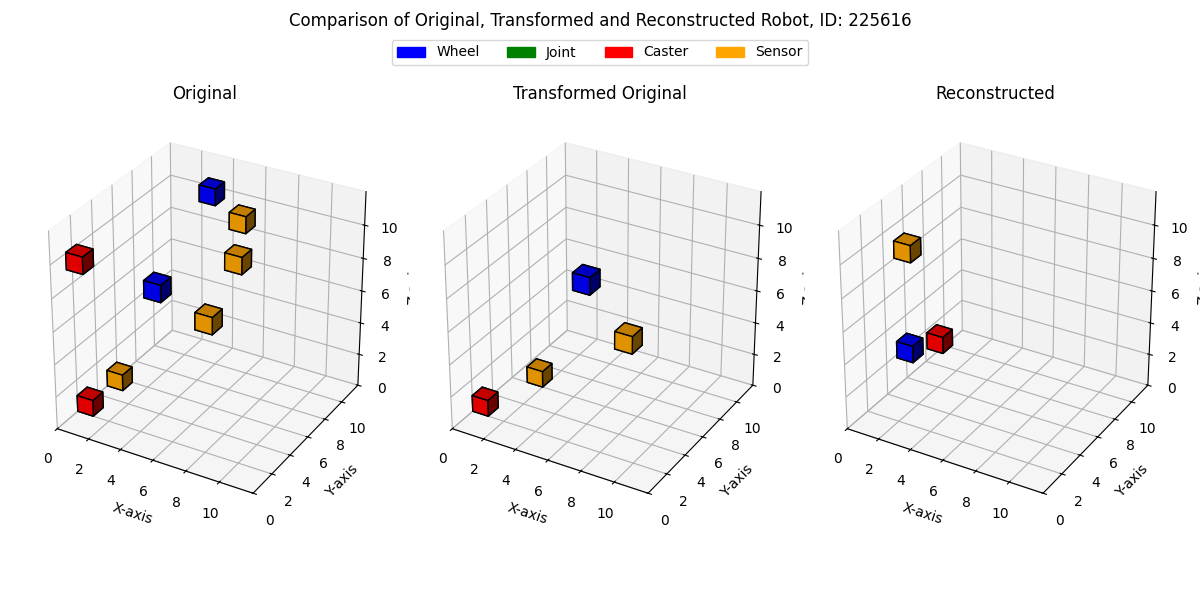 Comparison of Original, Transformed and Reconstructed Robot, ID: 225616
Wheel Joint Caster Sensor
Original Transformed Original Reconstructed
0 2 4 6 8 10
X-axis
0 2 4 6 8 10
Y-axis
0 2 4 6 8 10
0 2 4 6 8 10
X-axis
0 2 4 6 8 10
Y-axis
0 2 4 6 8 10
0 2 4 6 8 10
X-axis
0 2 4 6 8 10
Y-axis
0 2 4 6 8 10